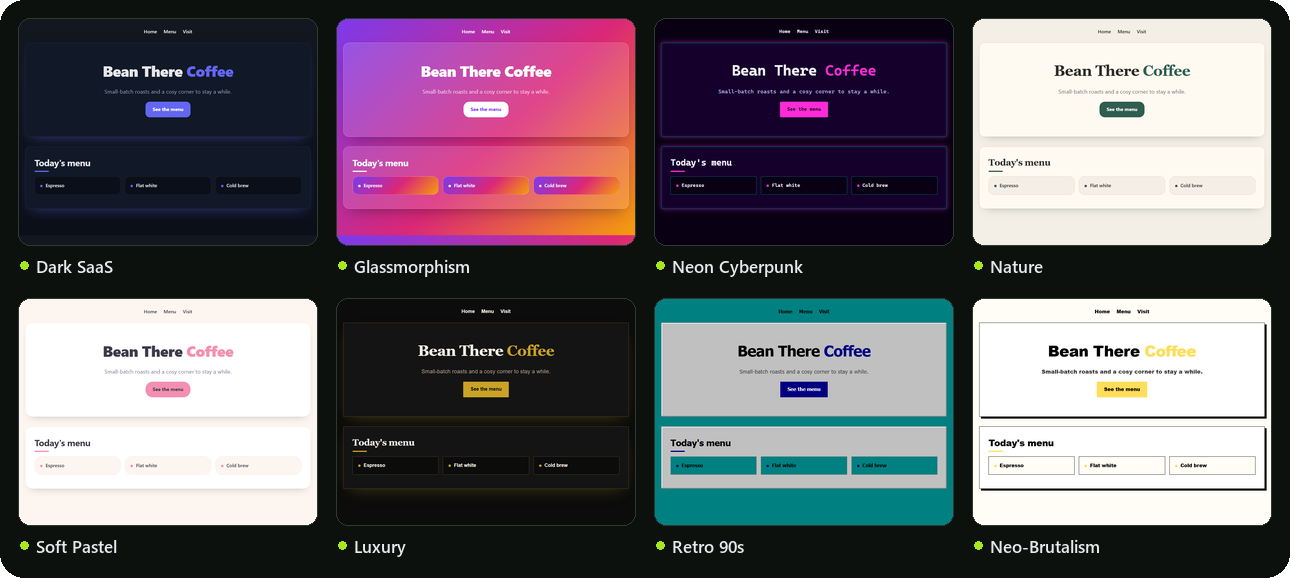 Home Menu Visit
Bean There Coffee
Small-batch roasts and a cosy corner to stay a while.
See the menu
Today's menu
Espresso
Flat white
Cold brew
Dark SaaS
Home Menu Visit
Bean There Coffee
Small-batch roasts and a cosy corner to stay a while.
See the menu
Today's menu
Espresso
Flat white
Cold brew
Glassmorphism
Home Menu Visit
Bean There Coffee
Small-batch roasts and a cosy corner to stay a while.
See the menu
Today's menu
Espresso
Flat white
Cold brew
Neon Cyberpunk
Home Menu Visit
Bean There Coffee
Small-batch roasts and a cosy corner to stay a while.
See the menu
Today's menu
Espresso
Flat white
Cold brew
Nature
Home Menu Visit
Bean There Coffee
Small-batch roasts and a cosy corner to stay a while.
See the menu
Today's menu
Espresso
Flat white
Cold brew
Soft Pastel
Home Menu Visit
Bean There Coffee
Small-batch roasts and a cosy corner to stay a while.
See the menu
Today's menu
Espresso
Flat white
Cold brew
Luxury
Home Menu Visit
Bean There Coffee
Small-batch roasts and a cosy corner to stay a while.
See the menu
Today's menu
Espresso
Flat white
Cold brew
Retro 90s
Home Menu Visit
Bean There Coffee
Small-batch roasts and a cosy corner to stay a while.
See the menu
Today's menu
Espresso
Flat white
Cold brew
Neo-Brutalism